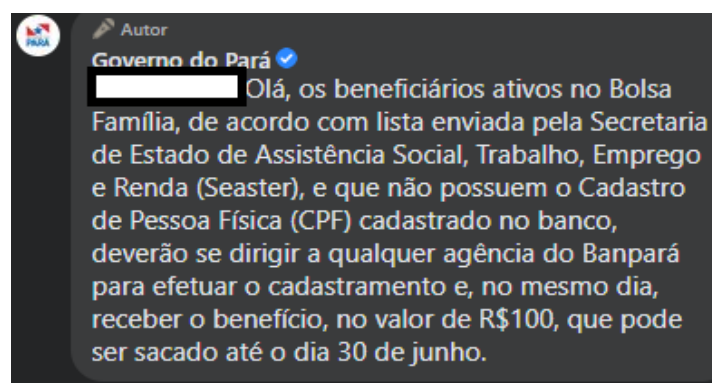 PARÁ
Autor
Governo do Pará
Olá, os beneficiários ativos no Bolsa
Família, de acordo com lista enviada pela Secretaria
de Estado de Assistência Social, Trabalho, Emprego
e Renda (Seaster), e que não possuem o Cadastro
de Pessoa Física (CPF) cadastrado no banco,
deverão se dirigir a qualquer agência do Banpará
para efetuar o cadastramento e, no mesmo dia,
receber o benefício, no valor de R$100, que pode
ser sacado até o dia 30 de junho.